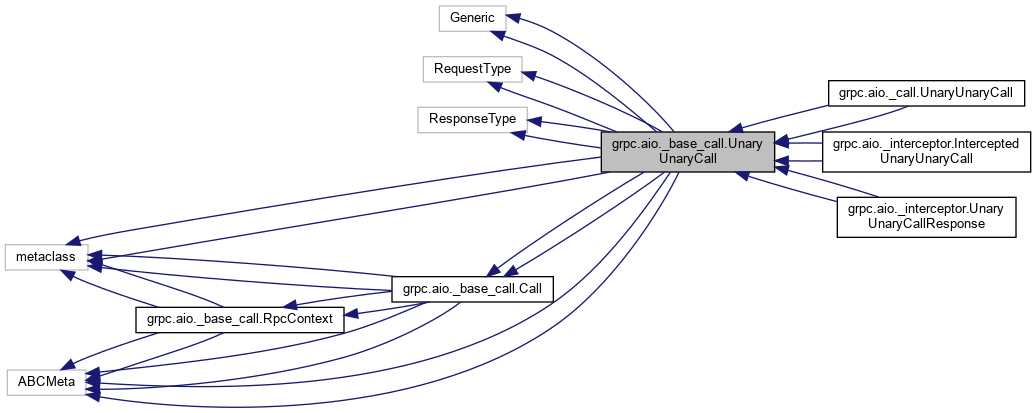 Generic
RequestType
ResponseType
grpc.aio._base_call.Unary
UnaryCall
grpc.aio._call.UnaryUnaryCall
grpc.aio._interceptor.Intercepted
UnaryUnaryCall
grpc.aio._interceptor.Unary
UnaryCallResponse
metaclass
grpc.aio._base_call.Call
grpc.aio._base_call.RpcContext
ABCMeta